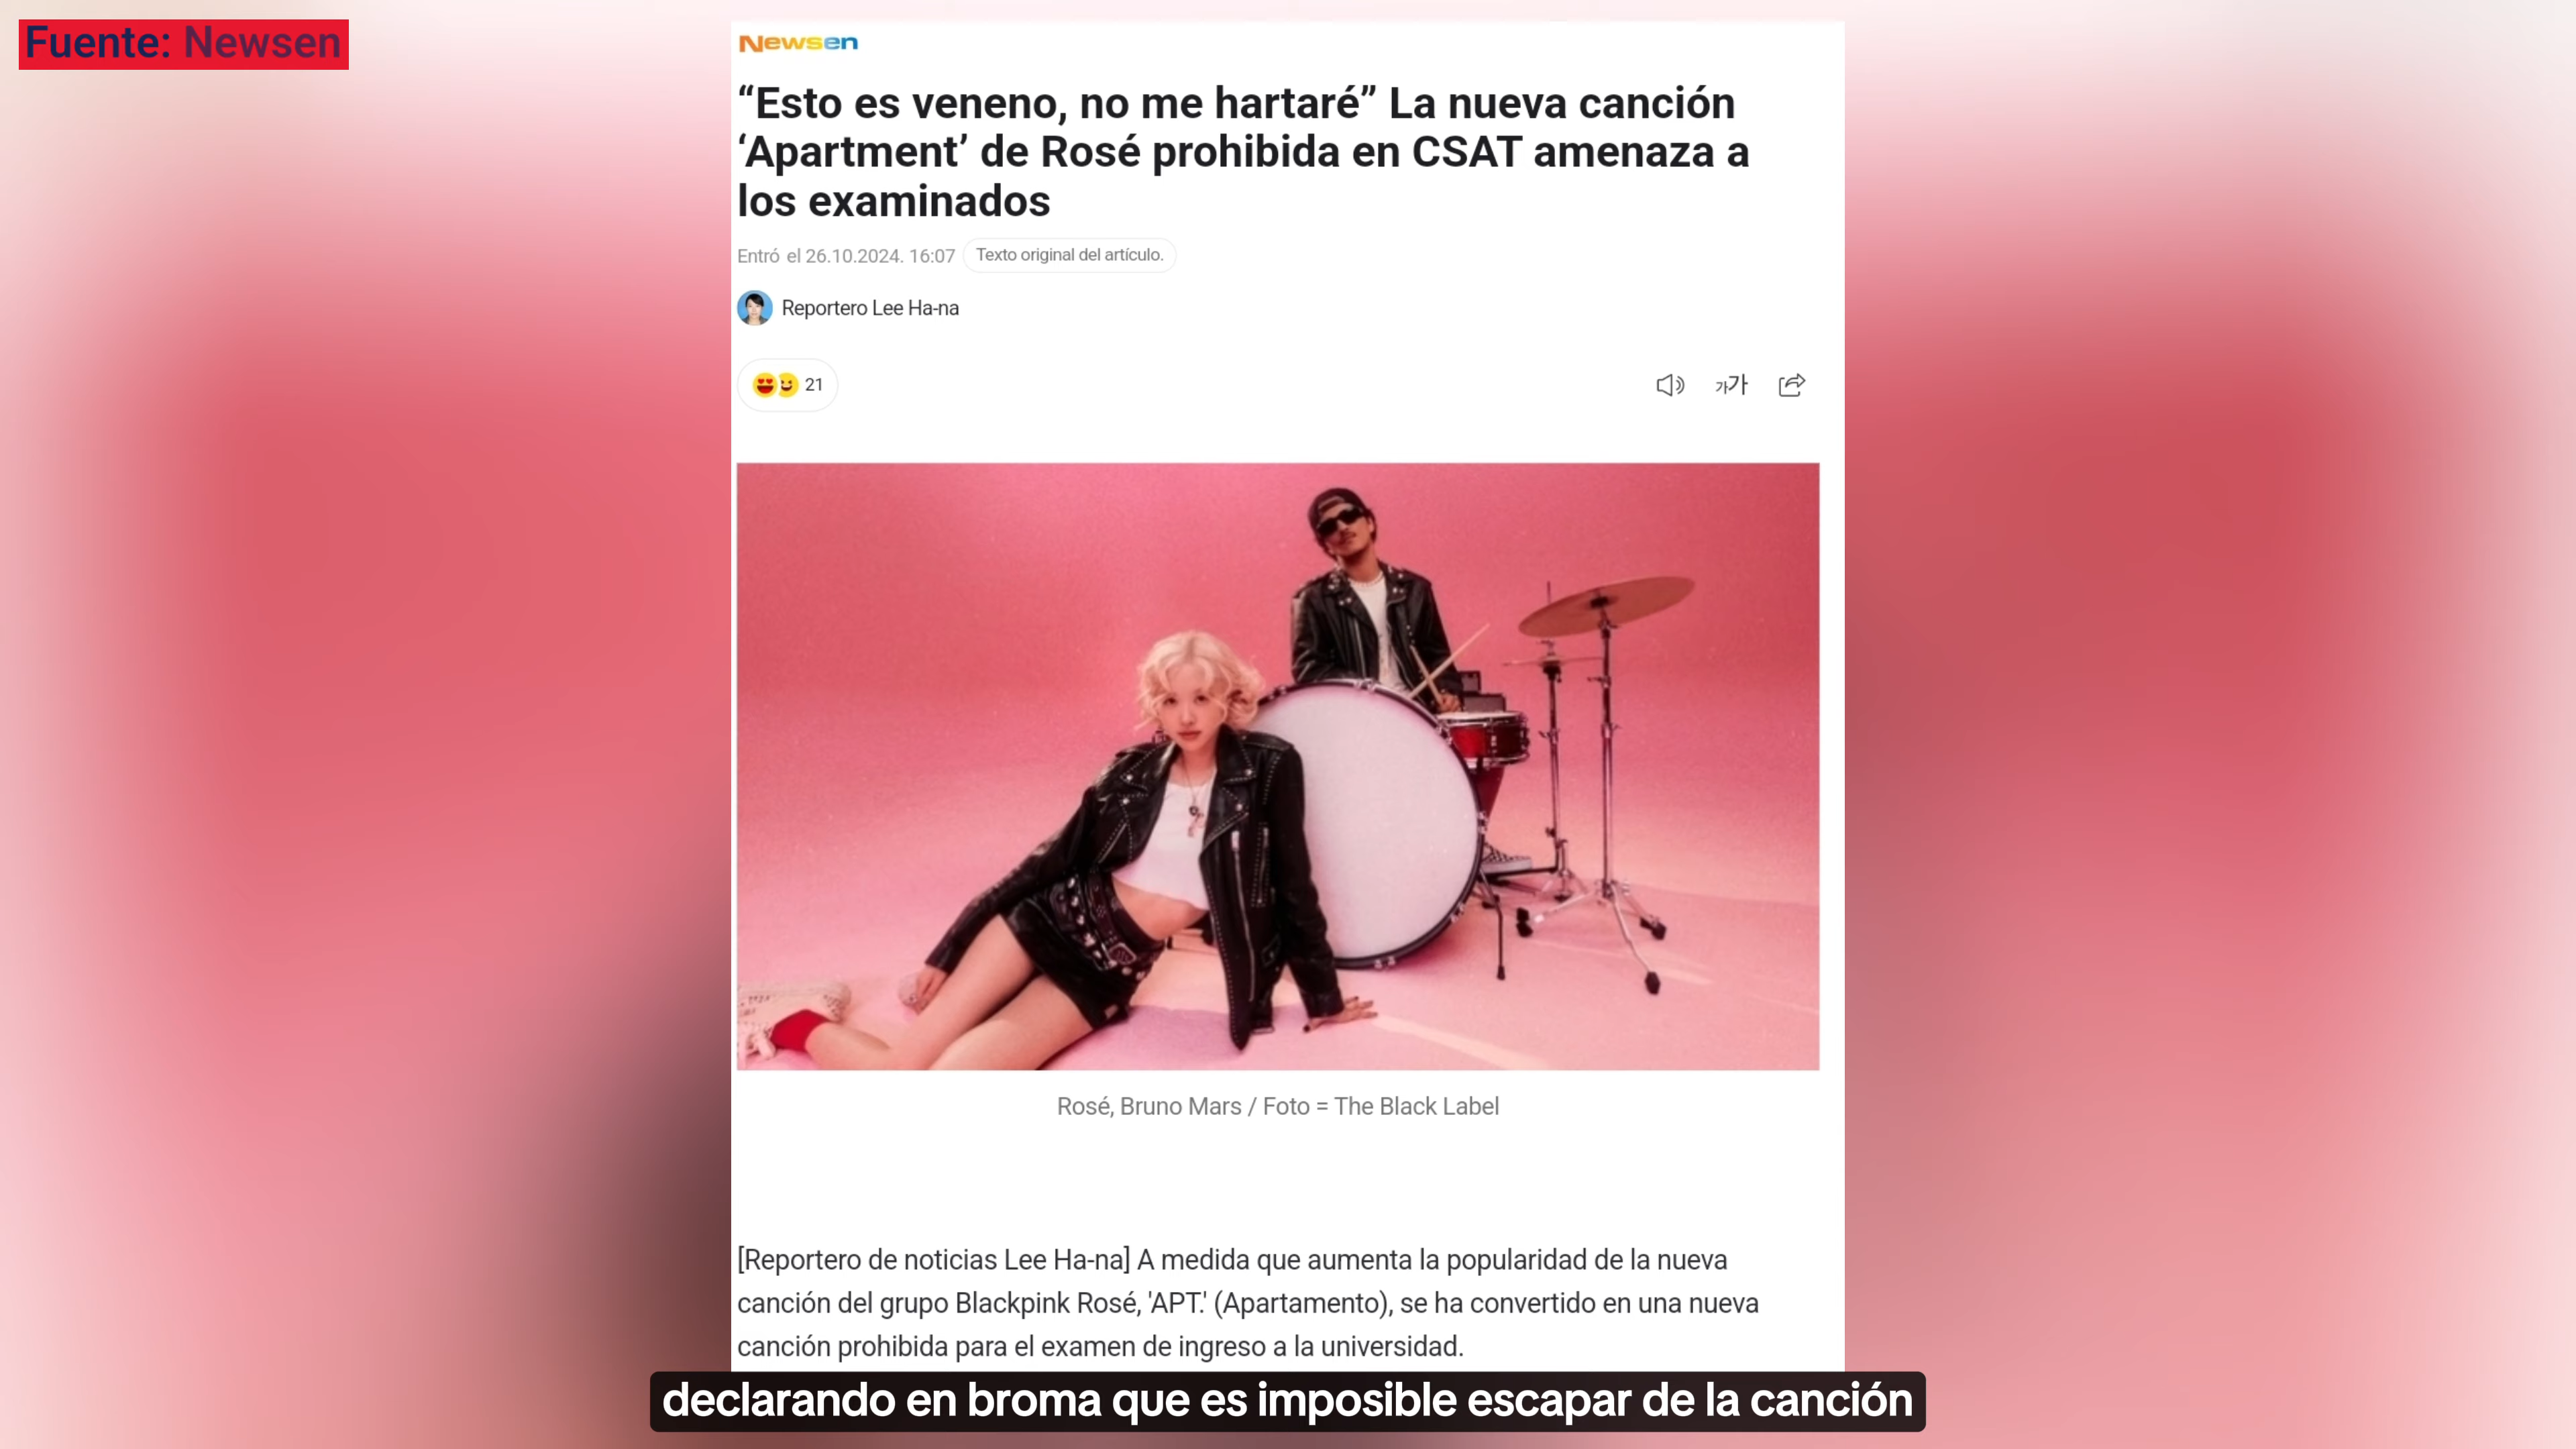 Fuente: Newsen
Newsen
“Esto es veneno, no me hartaré” La nueva canción
‘Apartment’ de Rosé prohibida en CSAT amenaza a
los examinados
Entró el 26.10.2024. 16:07 Texto original del artículo.
Reportero Lee Ha-na
21
가가
Rosé, Bruno Mars / Foto = The Black Label
[Reportero de noticias Lee Ha-na] A medida que aumenta la popularidad de la nueva
canción del grupo Blackpink Rosé, 'APT.' (Apartamento), se ha convertido en una nueva
canción prohibida para el examen de ingreso a la universidad.
declarando en broma que es imposible escapar de la canción